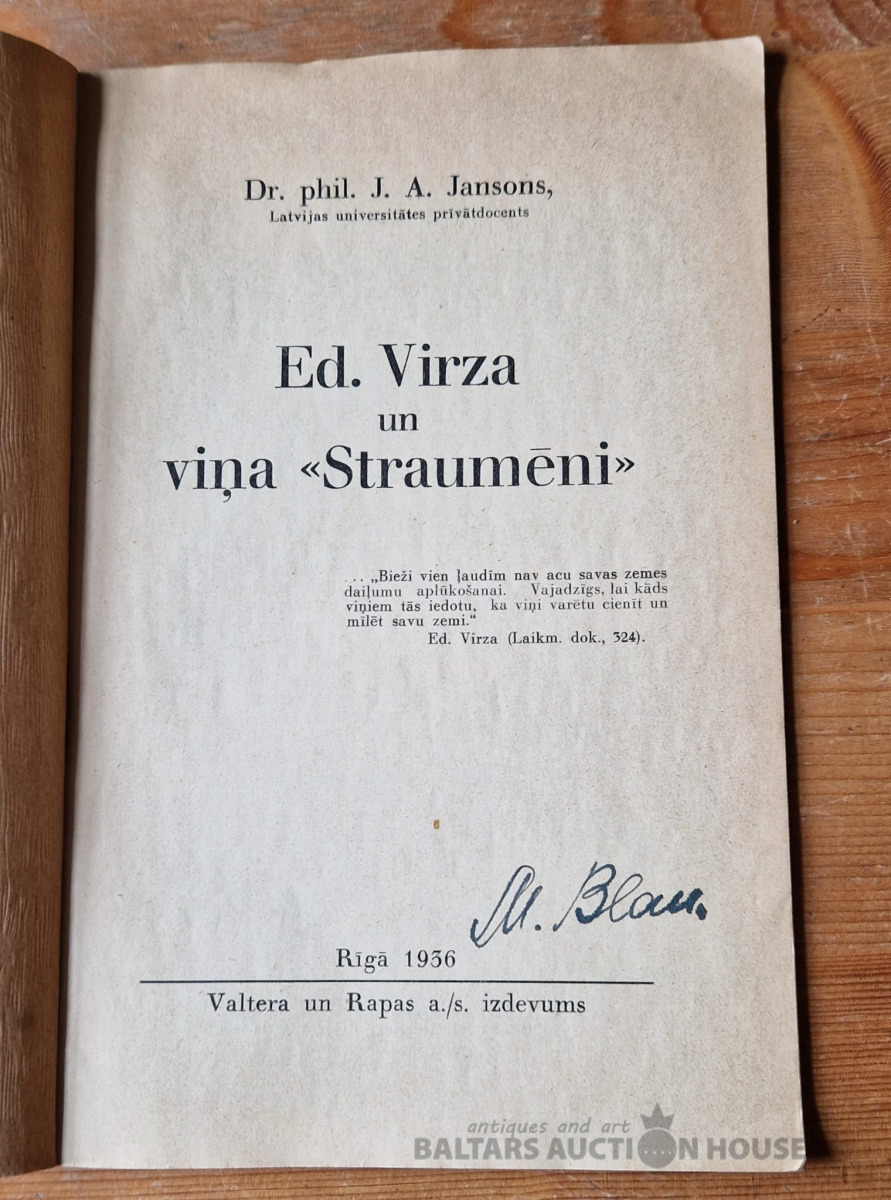 Dr. phil. J. A. Jansons,
Latvijas universitātes prīvātdocents
Ed. Virza
un
viņa «Straumēni»
... „Bieži vien ļaudīm nav acu savas zemes
daiļumu aplūkošanai. Vajadzīgs, lai kāds
viņiem tās iedotu, ka viņi varētu cienīt un
mīlēt savu zemi.“
Ed. Virza (Laikm. dok., 324).
M. Blau.
Rīgā 1936
Valtera un Rapas a./s. izdevums
antiques and art
BALTARS AUCTION HOUSE